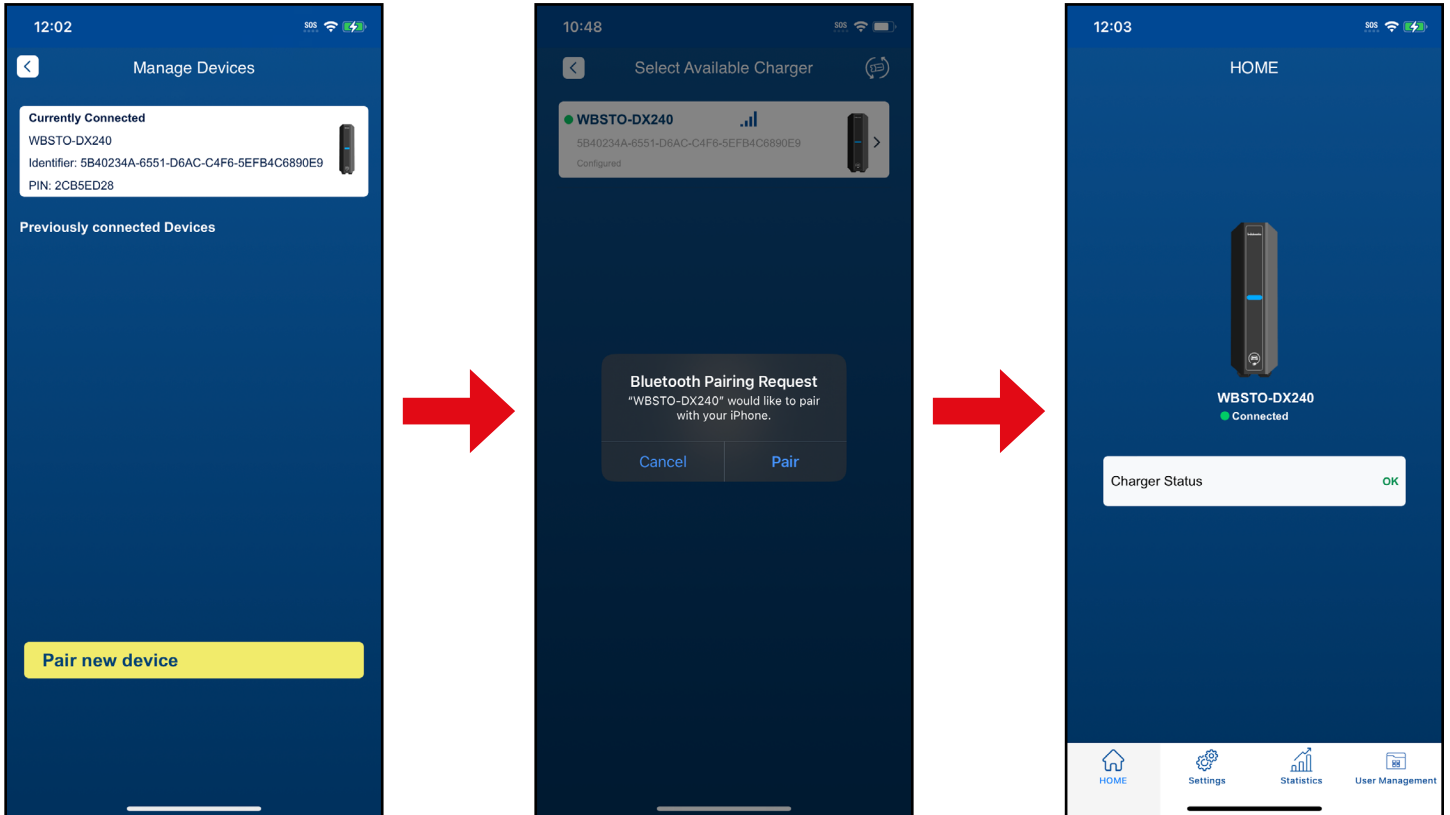 12:02
SOS
Manage Devices
Currently Connected
WBSTO-DX240
Identifier: 5B40234A-6551-D6AC-C4F6-5EFB4C6890E9
PIN: 2CB5ED28
Previously connected Devices
Pair new device
10:48
SOS
Select Available Charger
WBSTO-DX240
5B40234A-6551-D6AC-C4F6-5EFB4C6890E9
Configured
Bluetooth Pairing Request
“WBSTO-DX240” would like to pair
with your iPhone.
Cancel
Pair
12:03
SOS
HOME
WBSTO-DX240
Connected
Charger Status
OK
HOME
Settings
Statistics
User Management